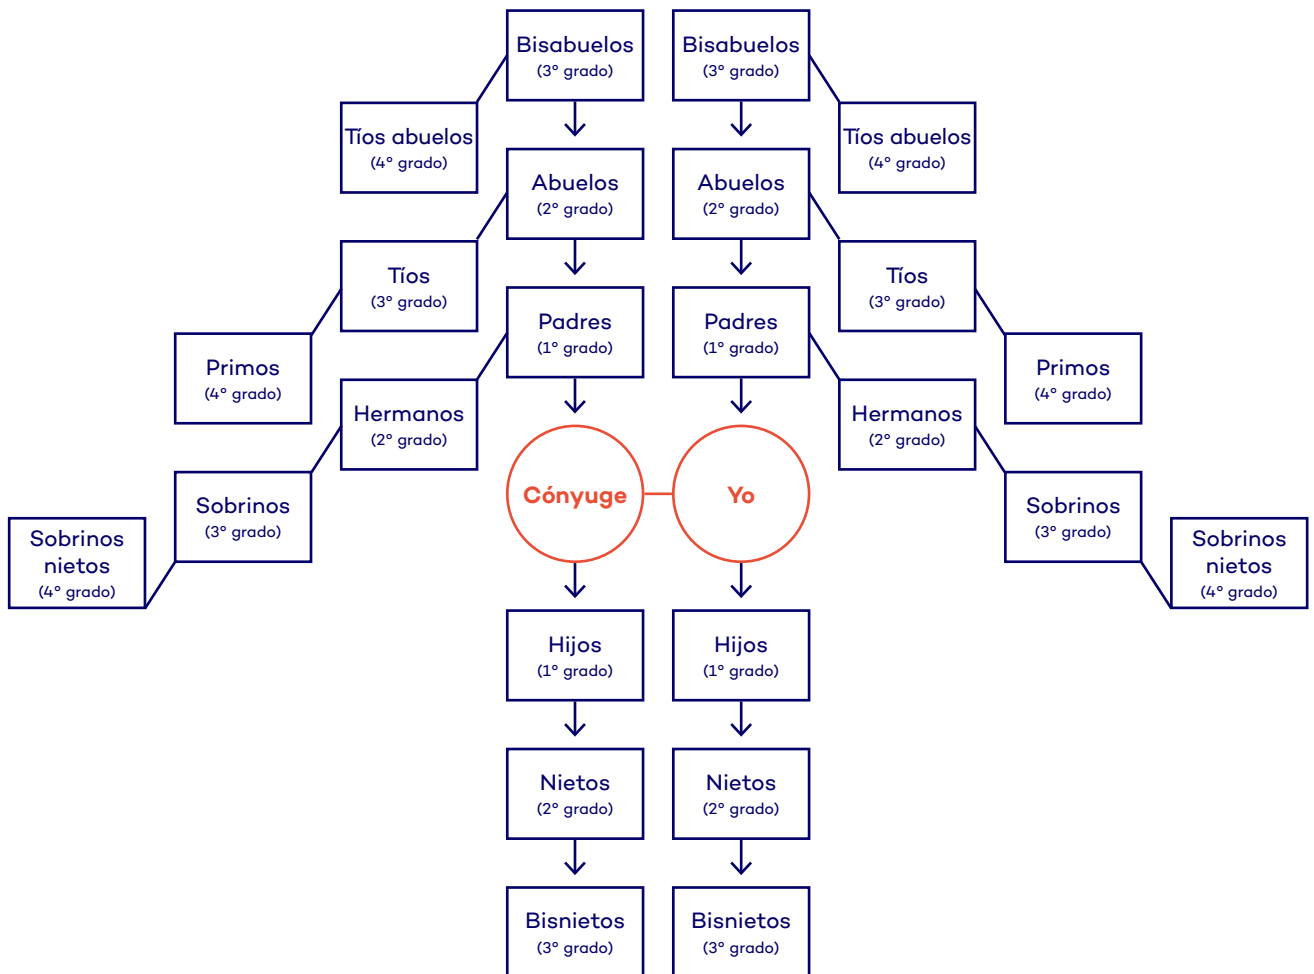 Bisabuelos
(3° grado)
Bisabuelos
(3° grado)
Tíos abuelos
(4° grado)
Tíos abuelos
(4° grado)
Abuelos
(2° grado)
Abuelos
(2° grado)
Tíos
(3° grado)
Tíos
(3° grado)
Padres
(1° grado)
Padres
(1° grado)
Primos
(4° grado)
Primos
(4° grado)
Hermanos
(2° grado)
Hermanos
(2° grado)
Cónyuge
Yo
Sobrinos
(3° grado)
Sobrinos
(3° grado)
Sobrinos
nietos
(4° grado)
Sobrinos
nietos
(4° grado)
Hijos
(1° grado)
Hijos
(1° grado)
Nietos
(2° grado)
Nietos
(2° grado)
Bisnietos
(3° grado)
Bisnietos
(3° grado)